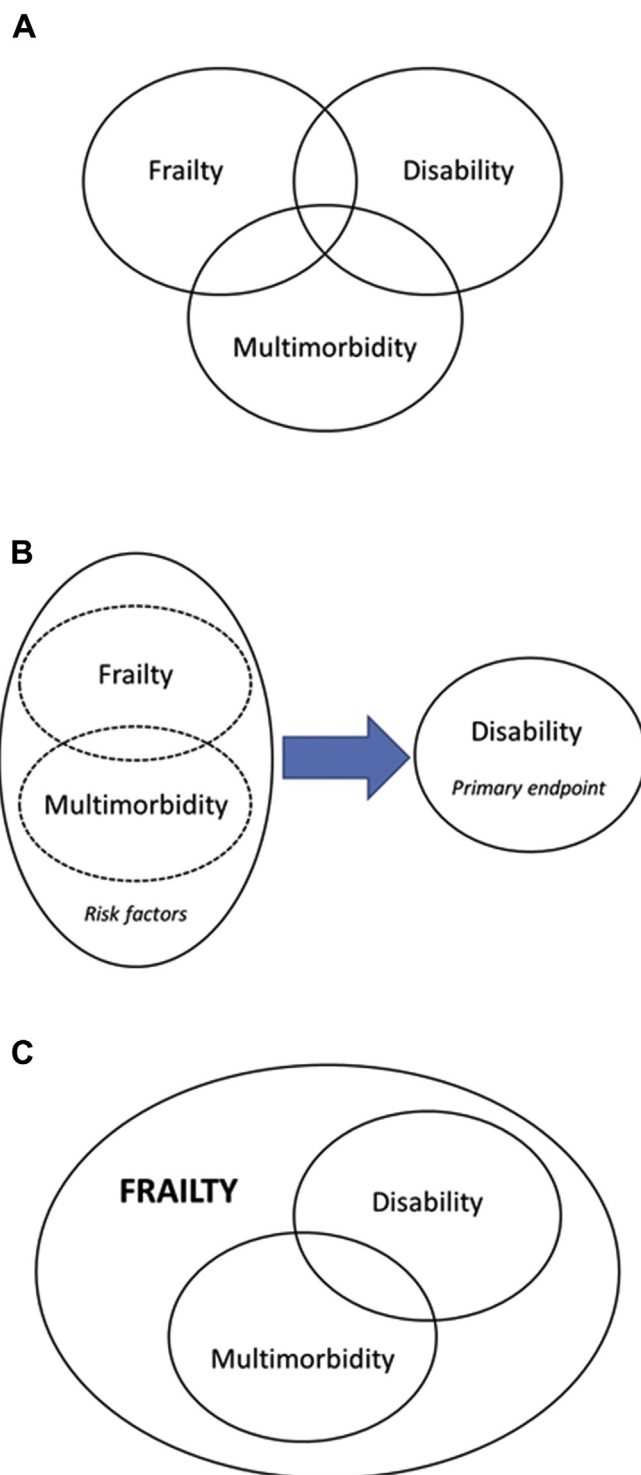 A
Frailty
Disability
Multimorbidity
B
Frailty
Multimorbidity
Risk factors
Disability
Primary endpoint
C
FRAILTY
Disability
Multimorbidity